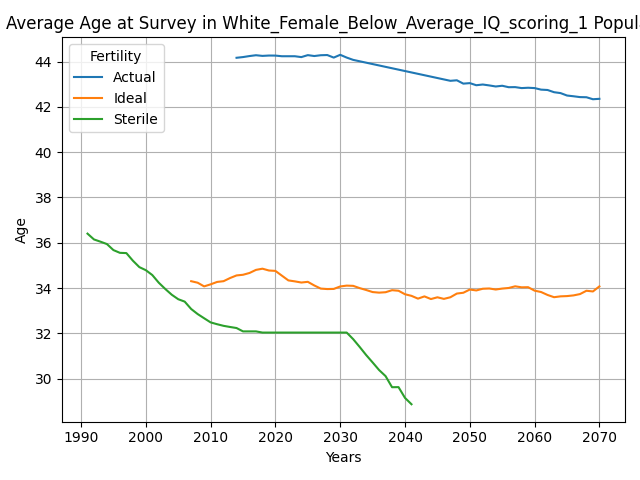 Average Age at Survey in White_Female_Below_Average_IQ_scoring_1 Popul
Fertility
Actual
Ideal
Sterile
44
42
40
38
36
34
32
30
Age
1990 2000 2010 2020 2030 2040 2050 2060 2070
Years